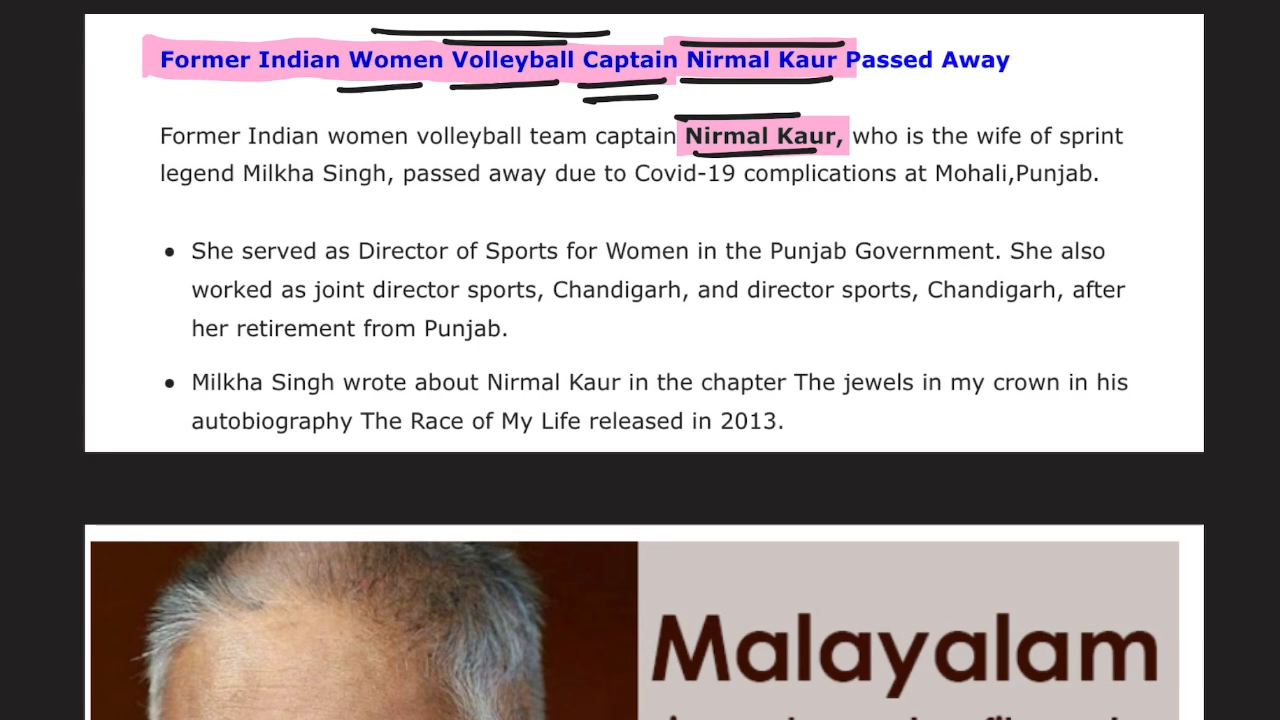 Former Indian Women Volleyball Captain Nirmal Kaur Passed Away
Former Indian women volleyball team captain Nirmal Kaur, who is the wife of sprint
legend Milkha Singh, passed away due to Covid-19 complications at Mohali,Punjab.
• She served as Director of Sports for Women in the Punjab Government. She also
worked as joint director sports, Chandigarh, and director sports, Chandigarh, after
her retirement from Punjab.
• Milkha Singh wrote about Nirmal Kaur in the chapter The jewels in my crown in his
autobiography The Race of My Life released in 2013.
Malayalam